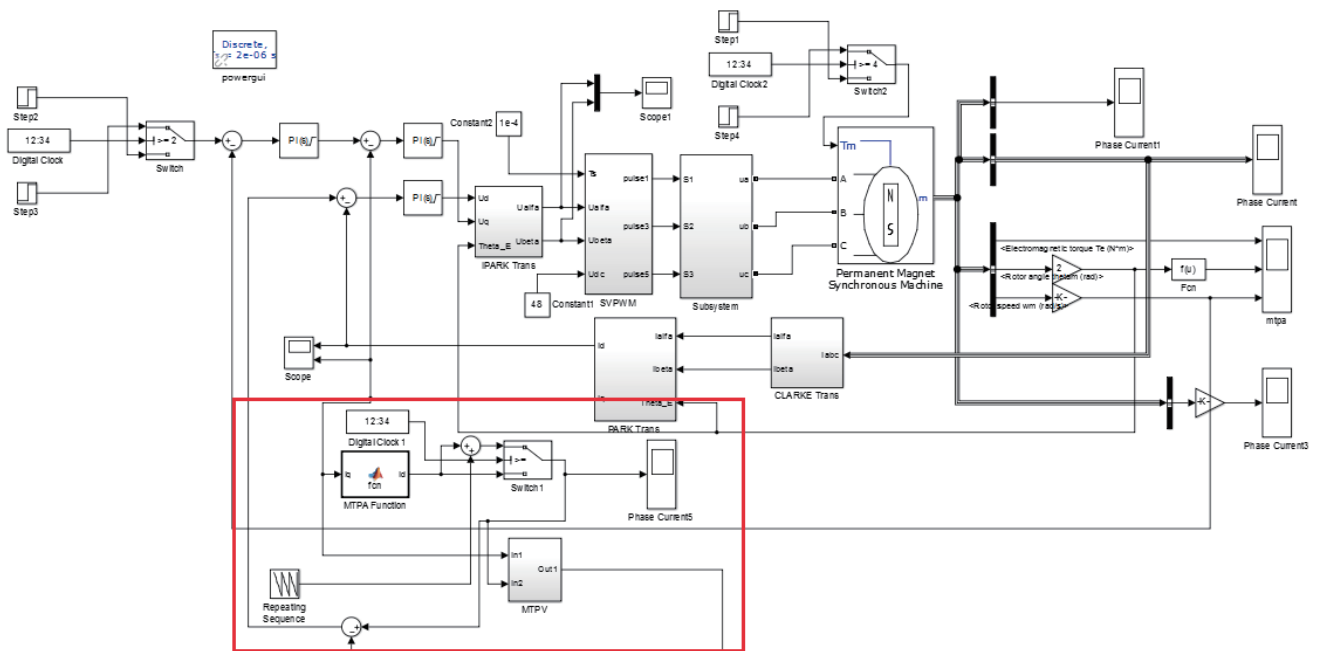 Discrete,
= 2e-06 s
powergui
Step2
12:34
Digital Clock
Step3
>= 2
Switch
PI(s)
PI(s)
PI(s)
Constant2
1e-4
Scope1
Step1
12:34
Digital Clock2
Step4
>= 4
Switch2
Ud
Uq
Theta_E
Ualfa
Ubeta
IPARK Trans
Ts
Ualfa
Ubeta
Udc
pulse1
pulse3
pulse5
SVPWM
48
Constant1
S1
S2
S3
ua
ub
uc
Subsystem
Tm
A
B
C
N
S
m
Permanent Magnet
Synchronous Machine
Phase Current1
Phase Current
<Electromagnetic torque Te (N*m)>
2
<Rotor angle thetam (rad)>
f(u)
Fcn
-K-
<Rotor speed wm (rad/s)>
mtpa
Scope
Id
Ialfa
Ibeta
Theta_E
PARK Trans
Ialfa
Ibeta
Iabc
CLARKE Trans
-K-
Phase Current3
12:34
Digital Clock1
Iq
fcn
Id
MTPA Function
>=
Switch1
Phase Current5
In1
In2
Out1
MTPV
Repeating
Sequence